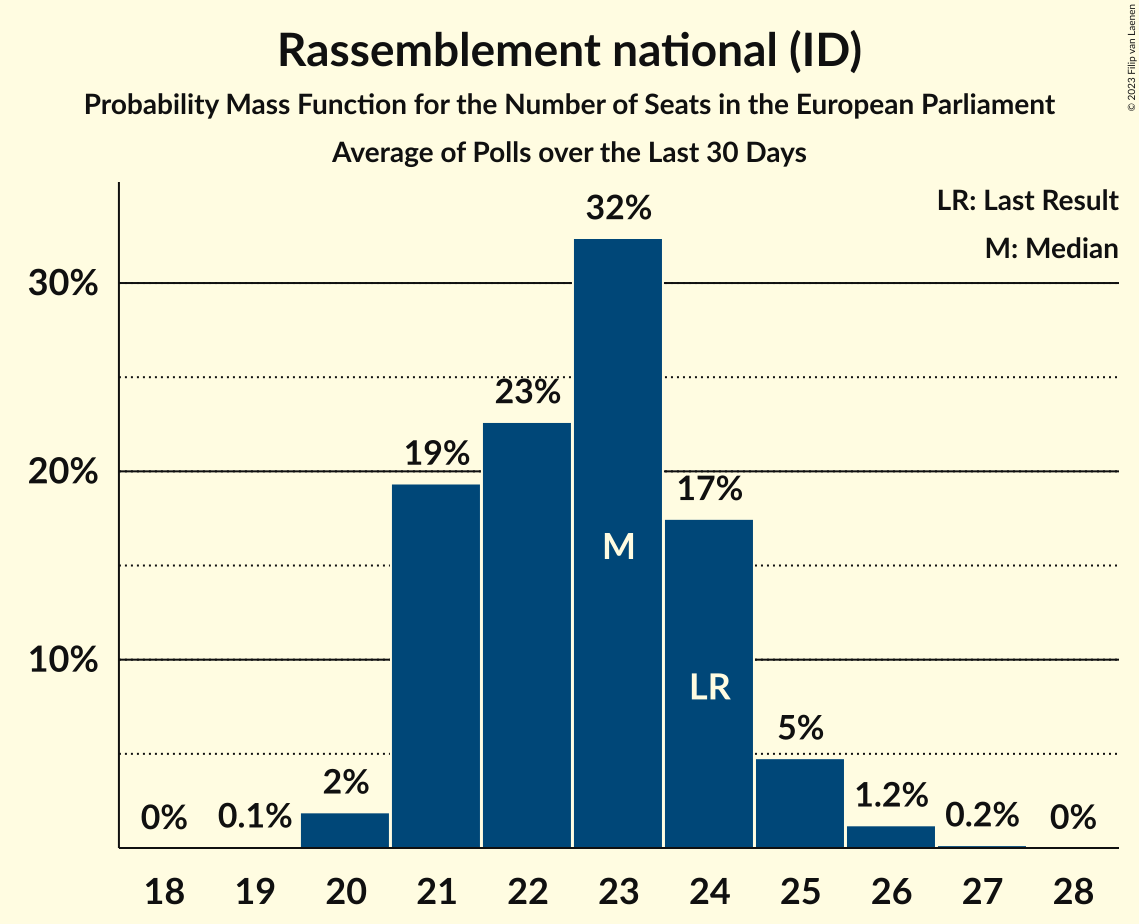 Rassemblement national (ID)
Probability Mass Function for the Number of Seats in the European Parliament
Average of Polls over the Last 30 Days
© 2023 Filip van Laenen
LR: Last Result
M: Median
30%
20%
10%
0%
0.1%
2%
19%
23%
32%
17%
5%
1.2%
0.2%
0%
M
LR
18 19 20 21 22 23 24 25 26 27 28